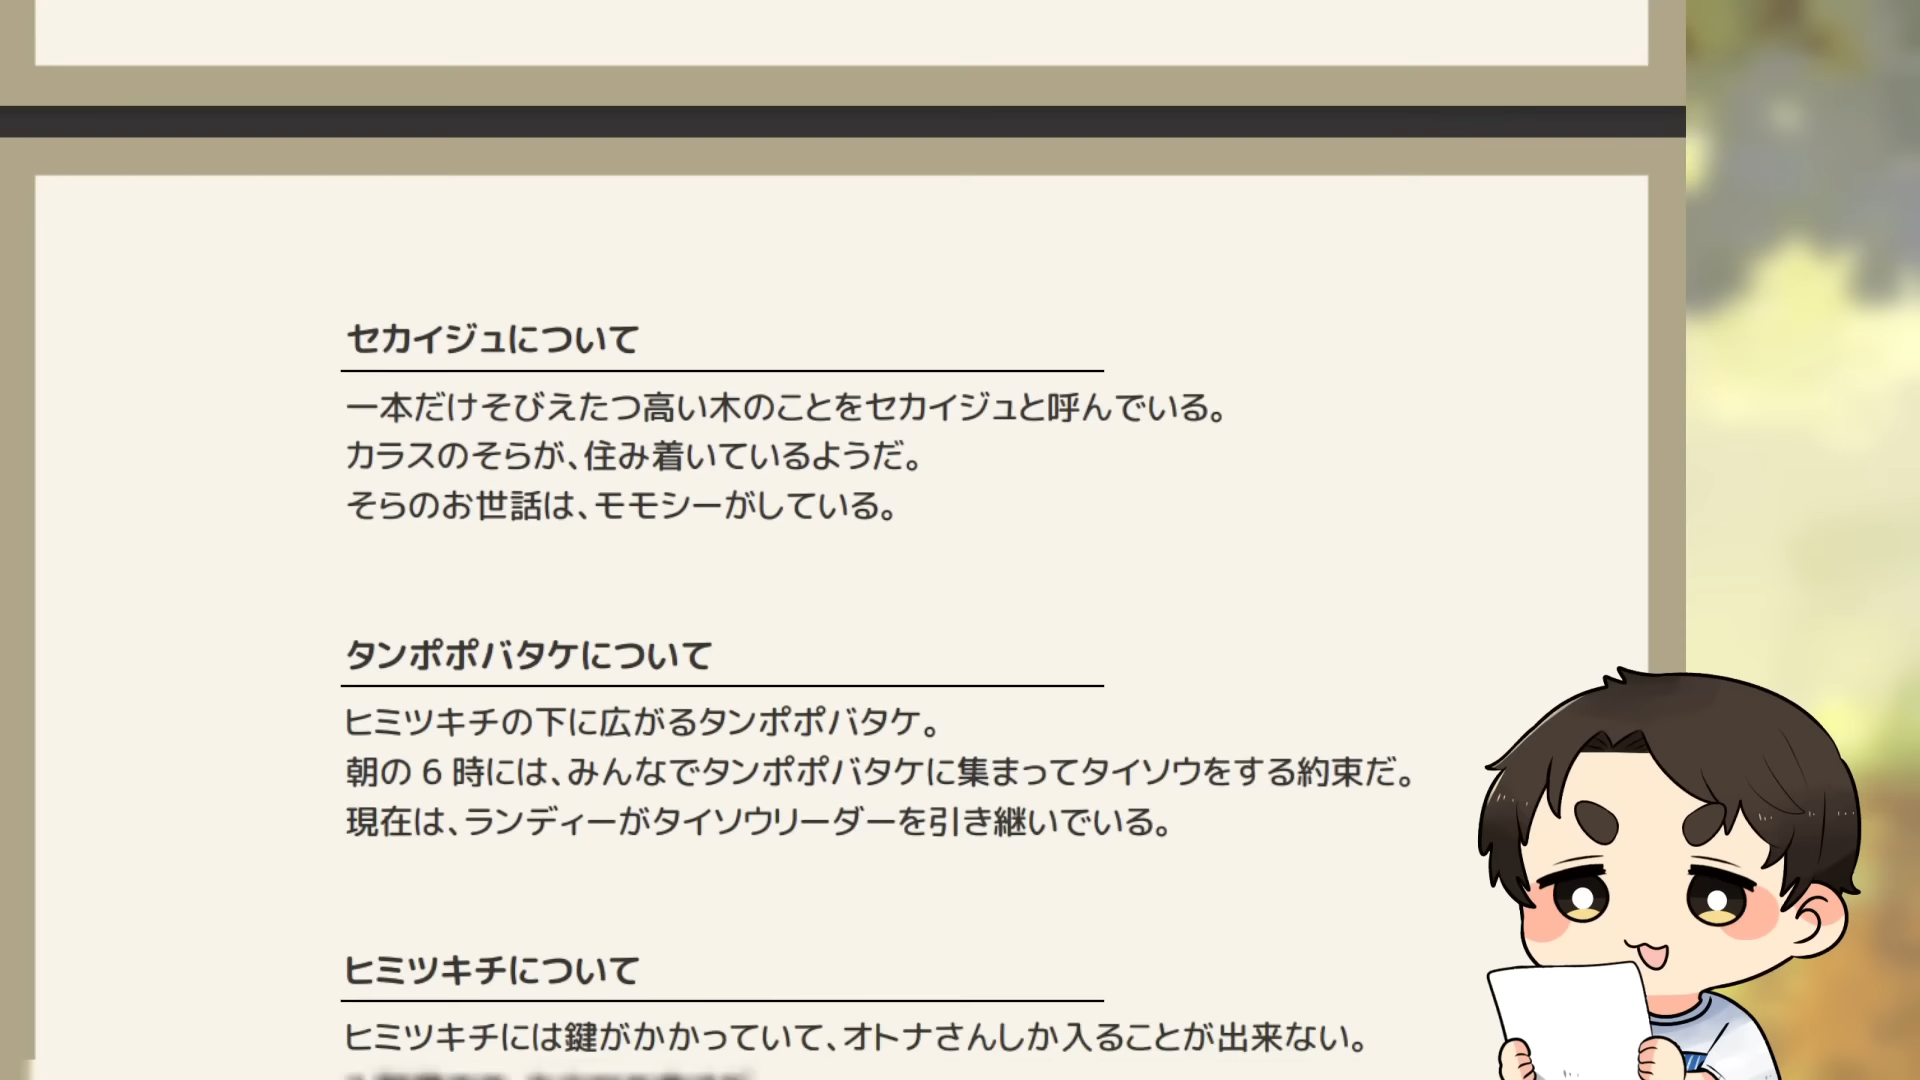 セカイジュについて
一本だけそびえたつ高い木のことをセカイジュと呼んでいる。
カラスのそらが、住み着いているようだ。
そらのお世話は、モモシーがしている。
タンポポバタケについて
ヒミツキチの下に広がるタンポポバタケ。
朝の 6 時には、みんなでタンポポバタケに集まってタイソウをする約束だ。
現在は、ランディーがタイソウリーダーを引き継いでいる。
ヒミツキチについて
ヒミツキチには鍵がかかっていて、オトナさんしか入ることが出来ない。